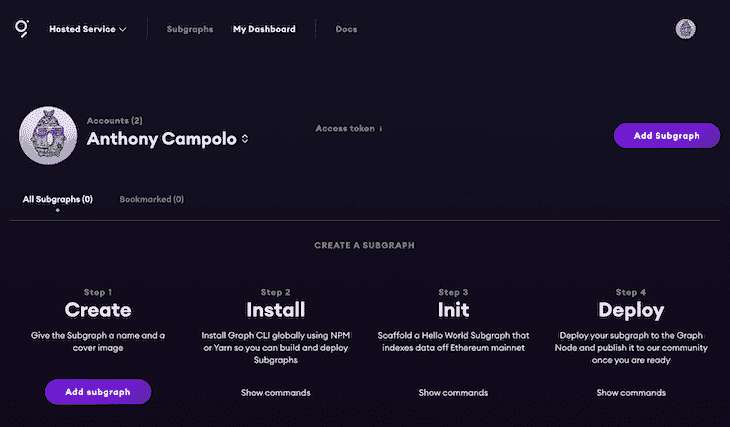 Hosted Service
Subgraphs
My Dashboard
Docs
Accounts (2)
Anthony Campolo
Access token
Add Subgraph
All Subgraphs (0)
Bookmarked (0)
CREATE A SUBGRAPH
Step 1
Create
Give the Subgraph a name and a
cover image
Add subgraph
Step 2
Install
Install Graph CLI globally using NPM
or Yarn so you can build and deploy
Subgraphs
Show commands
Step 3
Init
Scaffold a Hello World Subgraph that
indexes data off Ethereum mainnet
Show commands
Step 4
Deploy
Deploy your subgraph to the Graph
Node and publish it to our community
once you are ready
Show commands